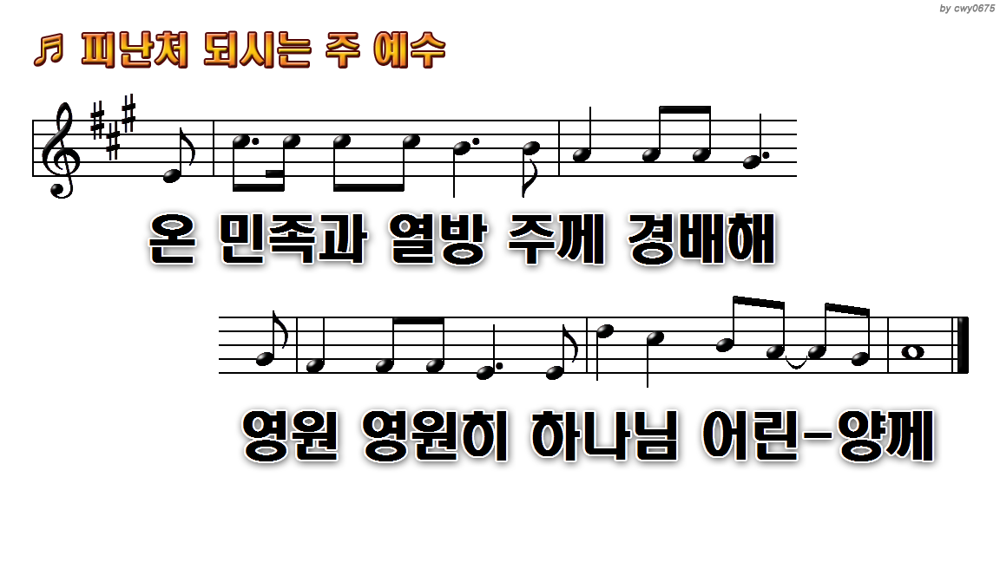 by cwy0675
♬ 피난처 되시는 주 예수
온 민족과 열방 주께 경배해
영원 영원히 하나님 어린-양께